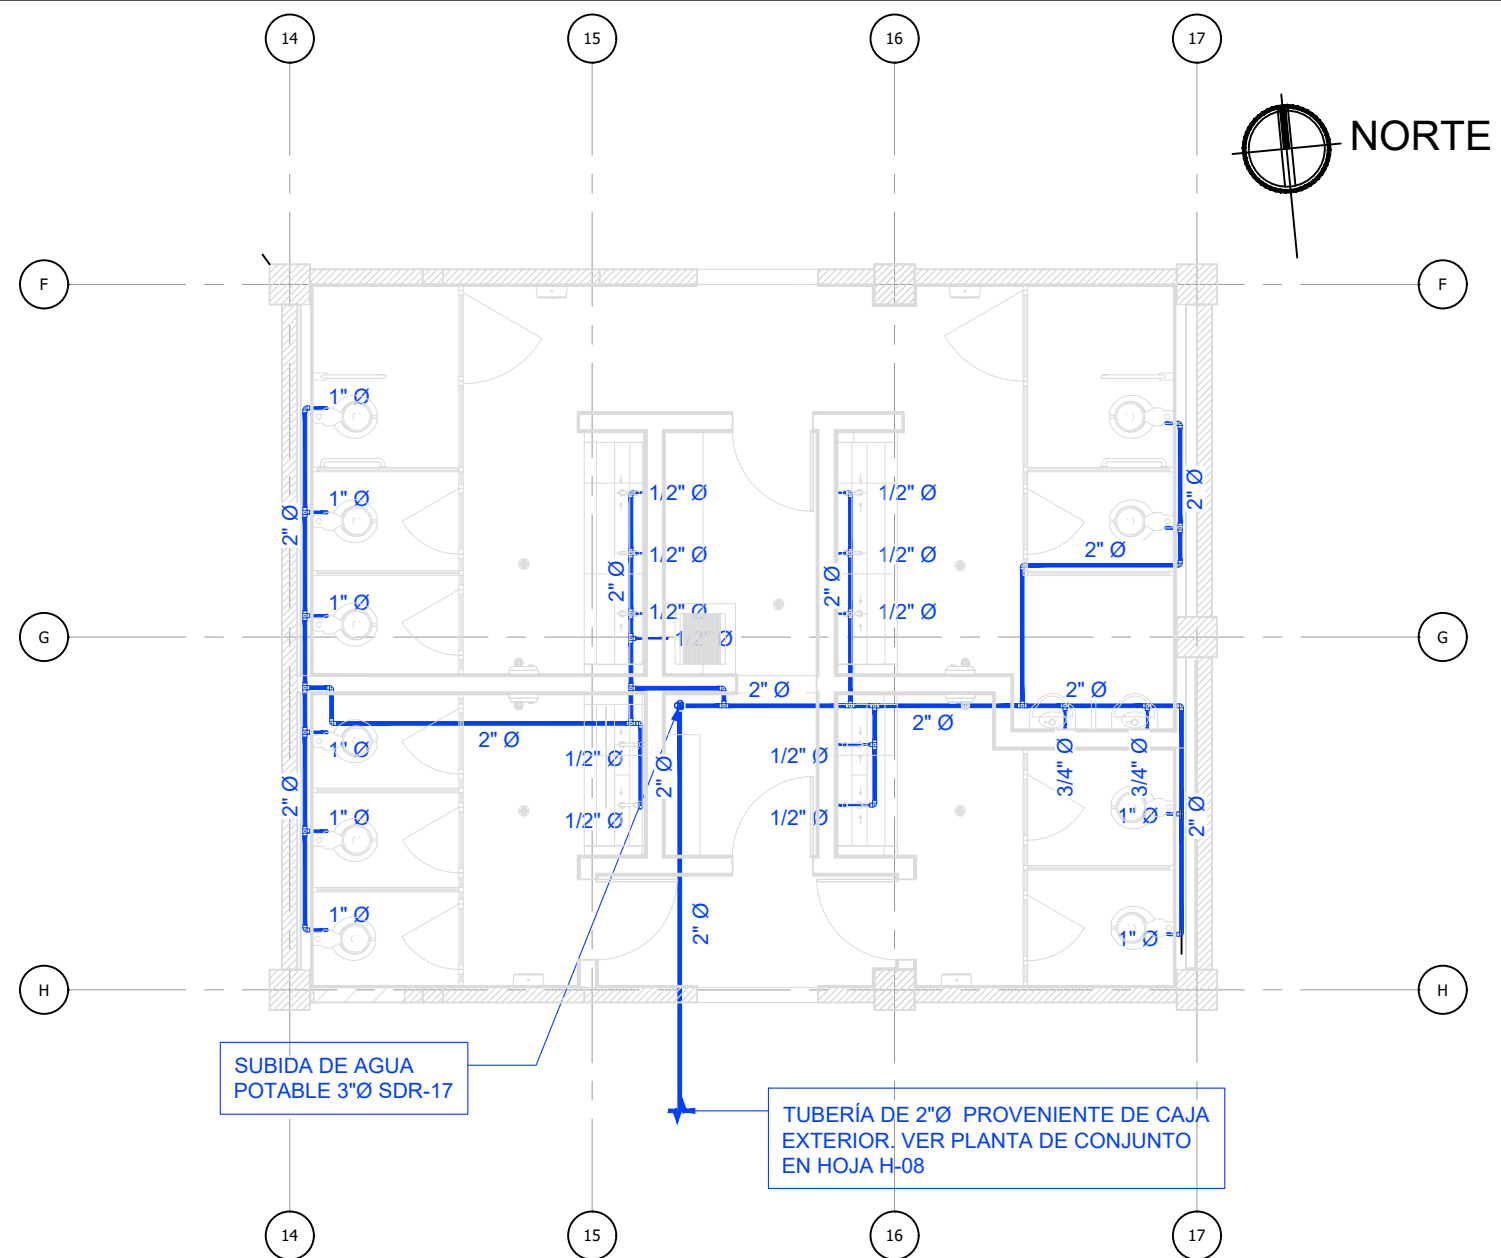 14
15
16
17
NORTE
F
F
1" Ø
1" Ø
2" Ø
1" Ø
1/2" Ø
1/2" Ø
1/2" Ø
1/2" Ø
2" Ø
1/2" Ø
1/2" Ø
1/2" Ø
2" Ø
2" Ø
2" Ø
G
G
2" Ø
2" Ø
2" Ø
2" Ø
1" Ø
1/2" Ø
2" Ø
1/2" Ø
3/4" Ø
3/4" Ø
2" Ø
1" Ø
1/2" Ø
1/2" Ø
1" Ø
2" Ø
1" Ø
2" Ø
1" Ø
H
H
SUBIDA DE AGUA
POTABLE 3"Ø SDR-17
TUBERÍA DE 2"Ø PROVENIENTE DE CAJA
EXTERIOR. VER PLANTA DE CONJUNTO
EN HOJA H-08
14
15
16
17